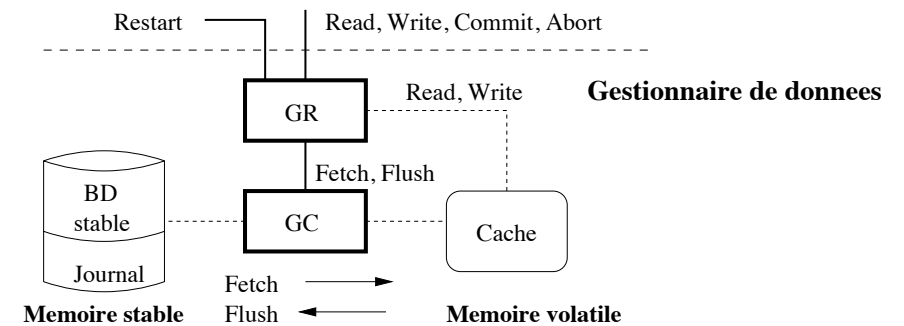 Restart
Read, Write, Commit, Abort
Gestionnaire de donnees
Read, Write
GR
Fetch, Flush
BD
stable
GC
Cache
Journal
Fetch
Memoire stable
Flush
Memoire volatile